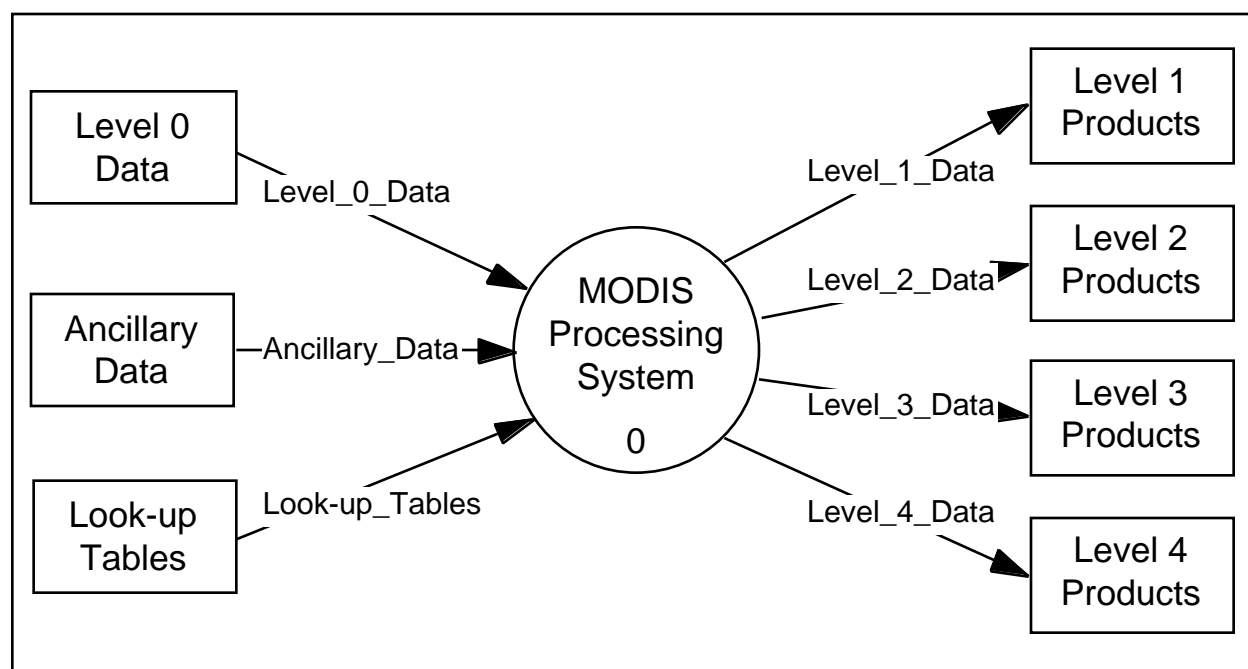 Level 0
Data
Level_0_Data
Ancillary
Data
Ancillary_Data
Look-up
Tables
Look-up_Tables
MODIS
Processing
System
0
Level_1_Data
Level 1
Products
Level_2_Data
Level 2
Products
Level_3_Data
Level 3
Products
Level_4_Data
Level 4
Products